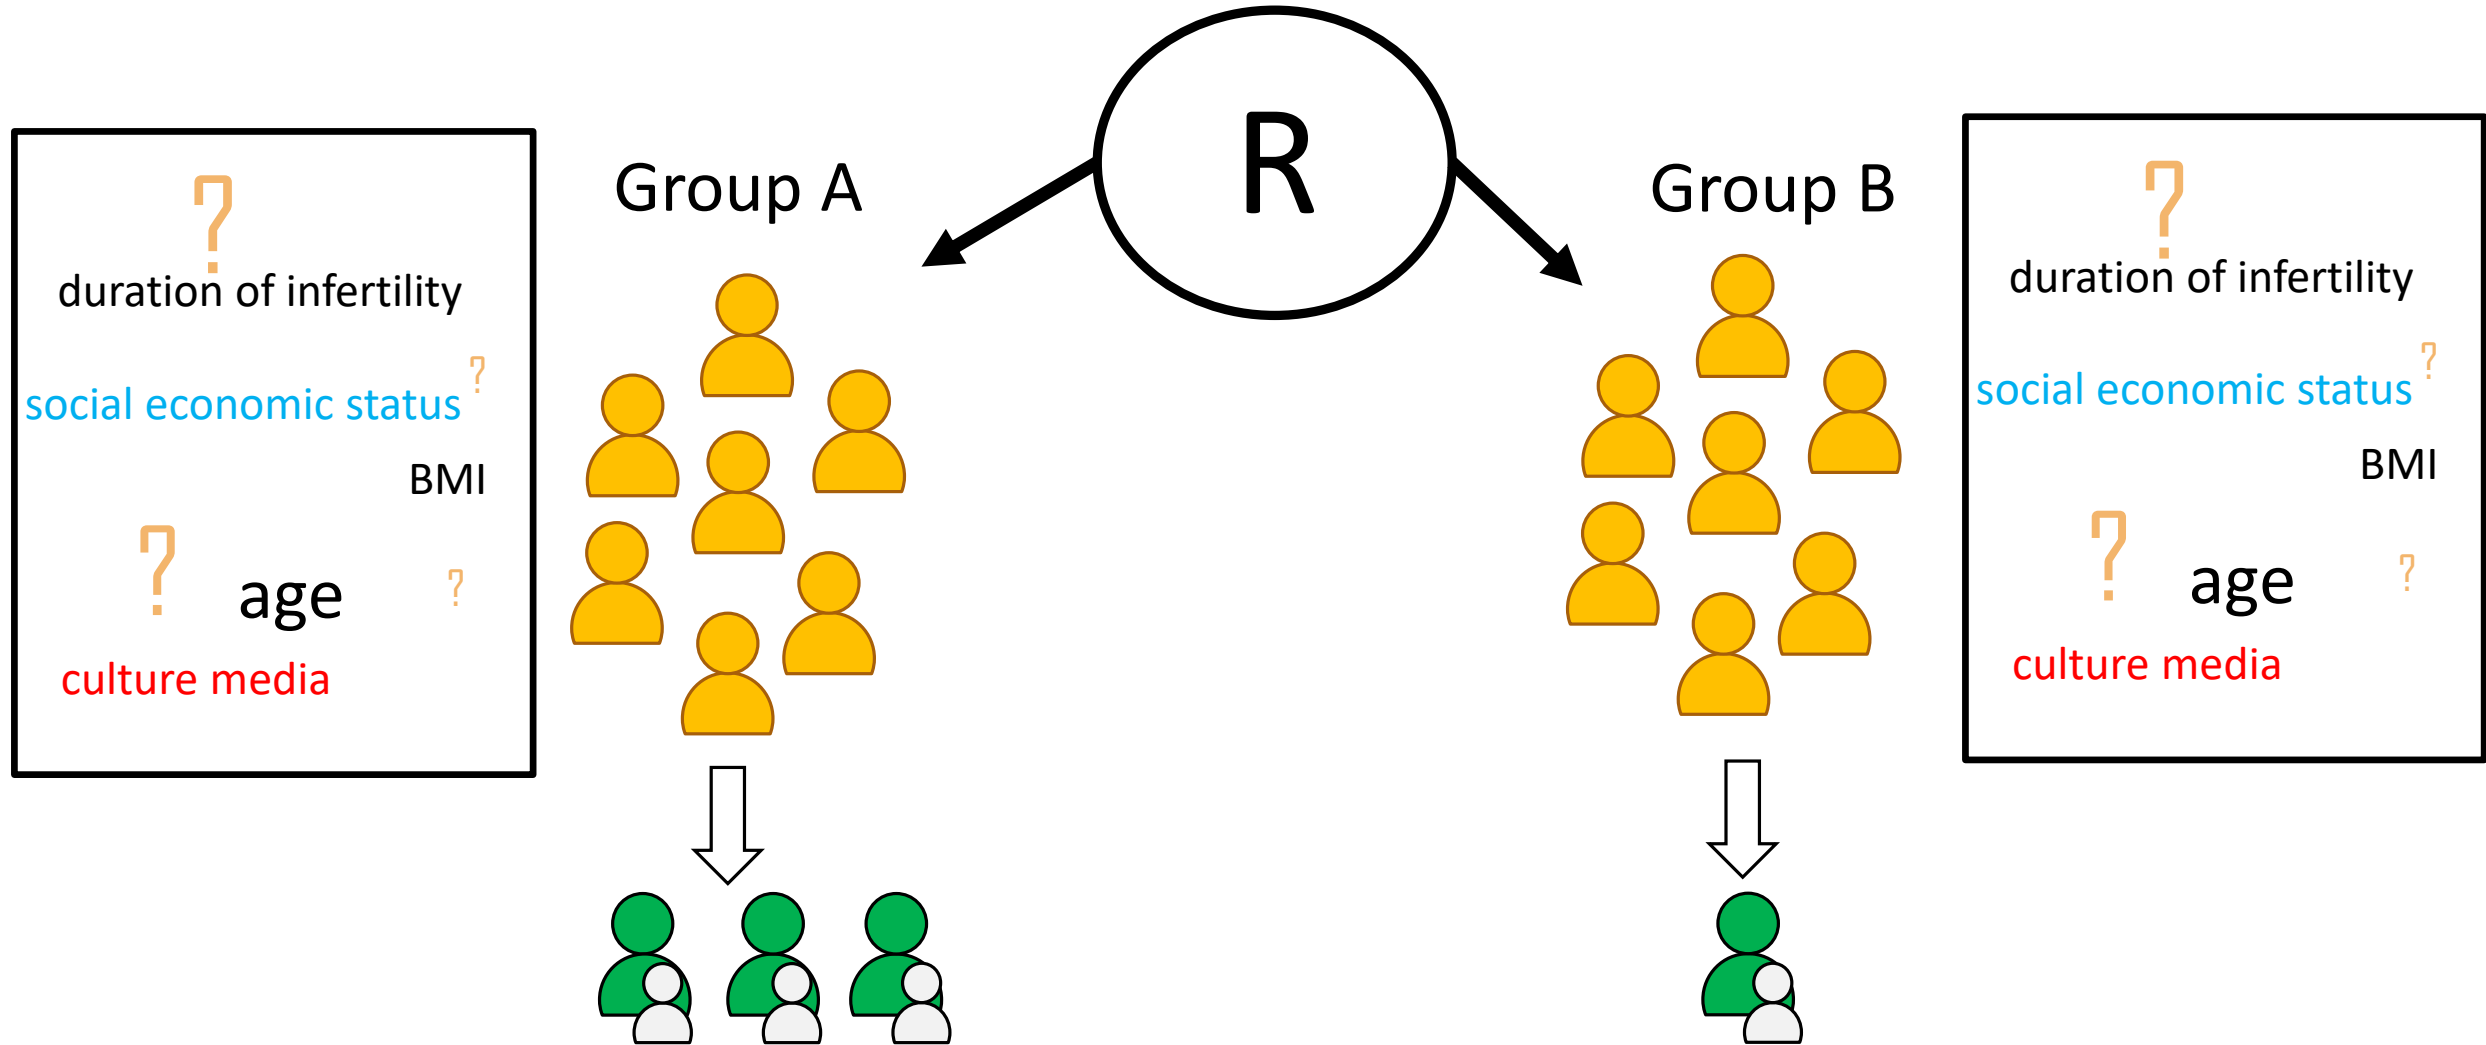 R
Group A
Group B
?
duration of infertility
?
social economic status
BMI
?
age
?
culture media
?
duration of infertility
?
social economic status
BMI
?
age
?
culture media